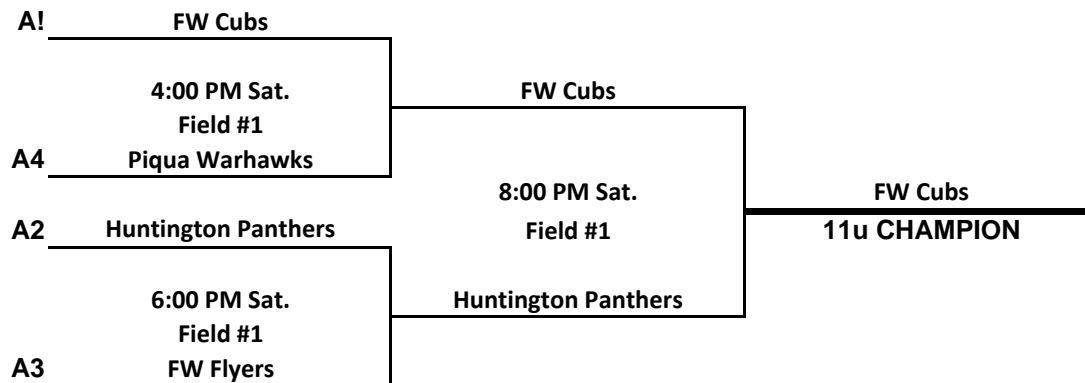 A! FW Cubs
4:00 PM Sat. FW Cubs
Field #1
A4 Piqua Warhawks
8:00 PM Sat. FW Cubs
A2 Huntington Panthers Field #1 11u CHAMPION
6:00 PM Sat. Huntington Panthers
Field #1
A3 FW Flyers